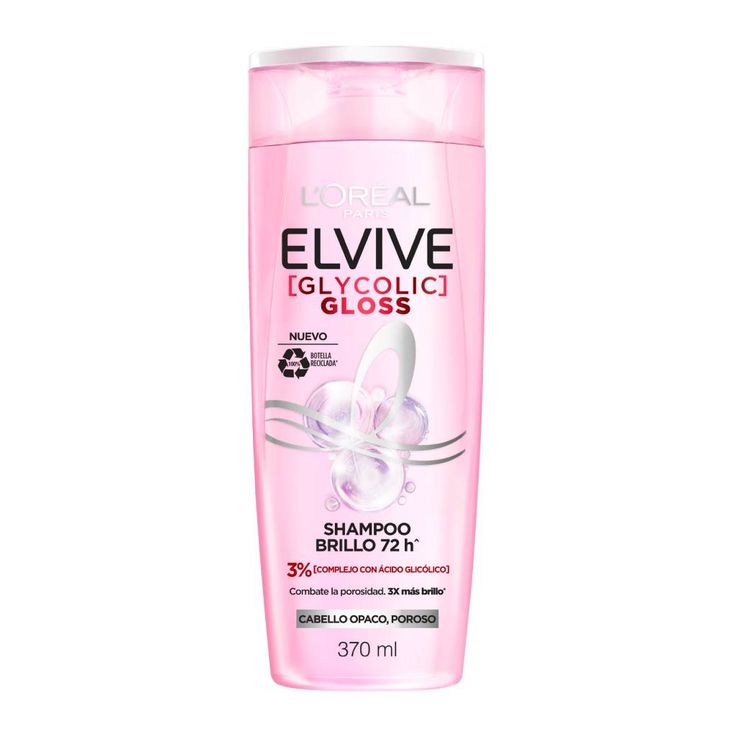 L'ORÉAL
PARIS
ELVIVE
[GLYCOLIC]
GLOSS
NUEVO
100%
BOTELLA
RECICLADA*
SHAMPOO
BRILLO 72 h^
3% [COMPLEJO CON ÁCIDO GLICÓLICO]
Combate la porosidad. 3X más brillo*
CABELLO OPACO, POROSO
370 ml